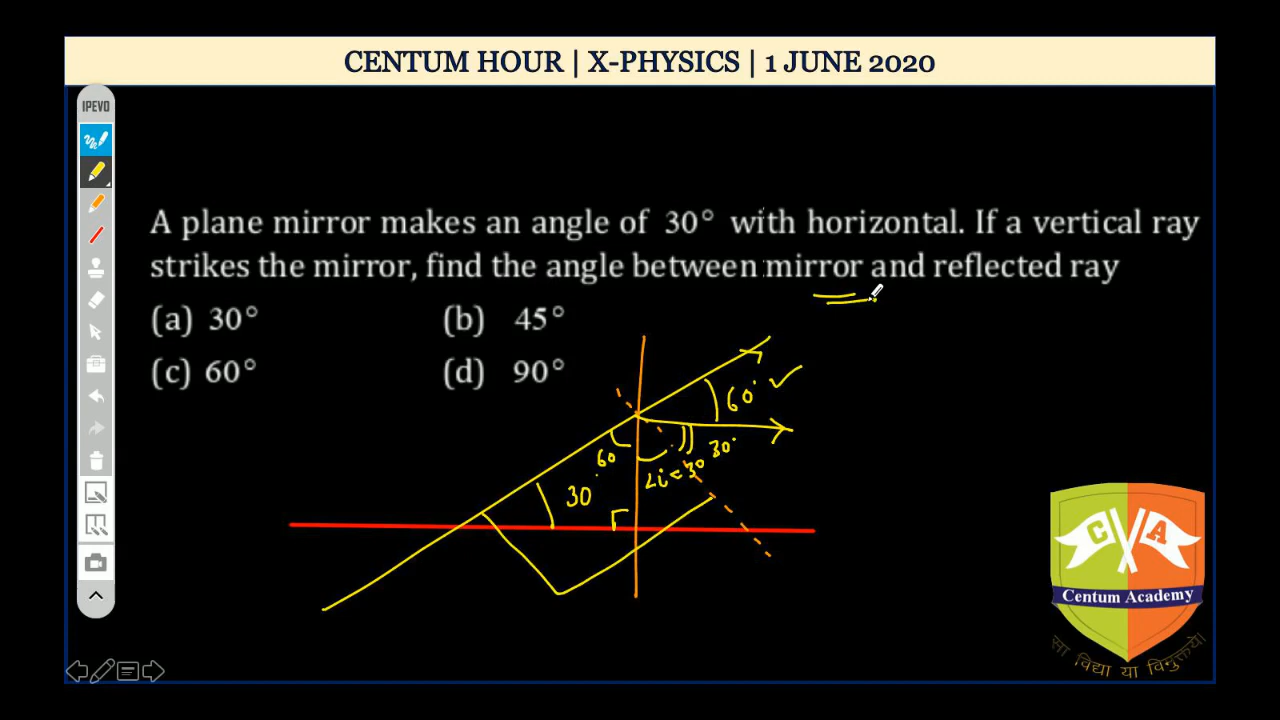 CENTUM HOUR | X-PHYSICS | 1 JUNE 2020
IPEVO
A plane mirror makes an angle of 30° with horizontal. If a vertical ray
strikes the mirror, find the angle between mirror and reflected ray
(a) 30° (b) 45°
(c) 60° (d) 90°
60° ✓
60
30°
30
∠i = 30
C A
Centum Academy
सा विद्या या विमुक्तये।